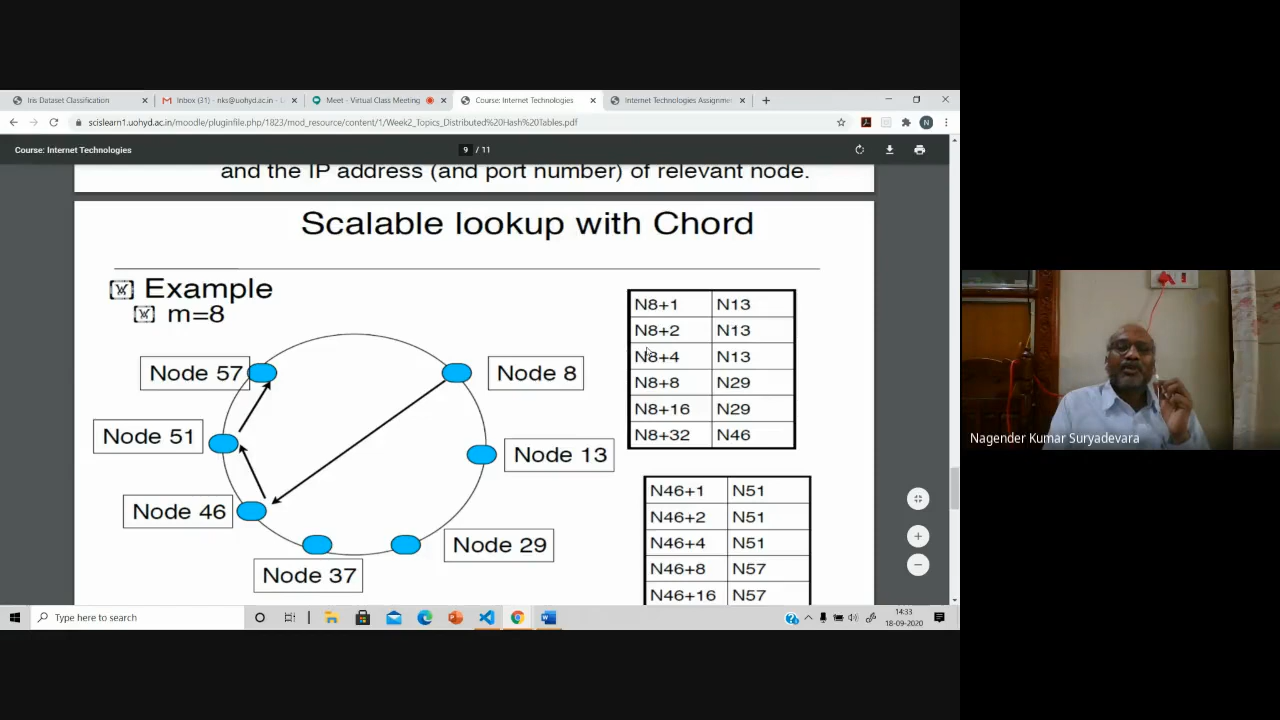 Iris Dataset Classification
Inbox (31) - nks@uohyd.ac.in - U
Meet - Virtual Class Meeting
Course: Internet Technologies
Internet Technologies Assignme
scislearn1.uohyd.ac.in/moodle/pluginfile.php/1823/mod_resource/content/1/Week2_Topics_Distributed%20Hash%20Tables.pdf
N
Course: Internet Technologies
9 / 11
and the IP address (and port number) of relevant node.
Scalable lookup with Chord
Example
m=8
Node 57
Node 8
Node 51
Node 13
Node 46
Node 29
Node 37
N8+1 N13
N8+2 N13
N8+4 N13
N8+8 N29
N8+16 N29
N8+32 N46
N46+1 N51
N46+2 N51
N46+4 N51
N46+8 N57
N46+16 N57
Nagender Kumar Suryadevara
Type here to search
14:33
18-09-2020